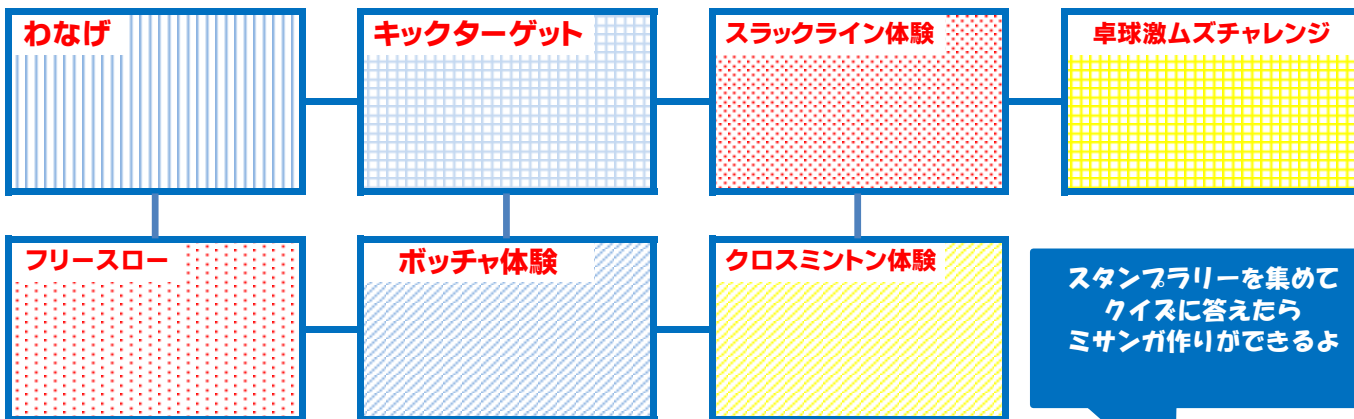 わなげ
キックターゲット
スラックライン体験
卓球激ムズチャレンジ
フリースロー
ボッチャ体験
クロスミントン体験
スタンプラリーを集めて
クイズに答えたら
ミサンガ作りができるよ